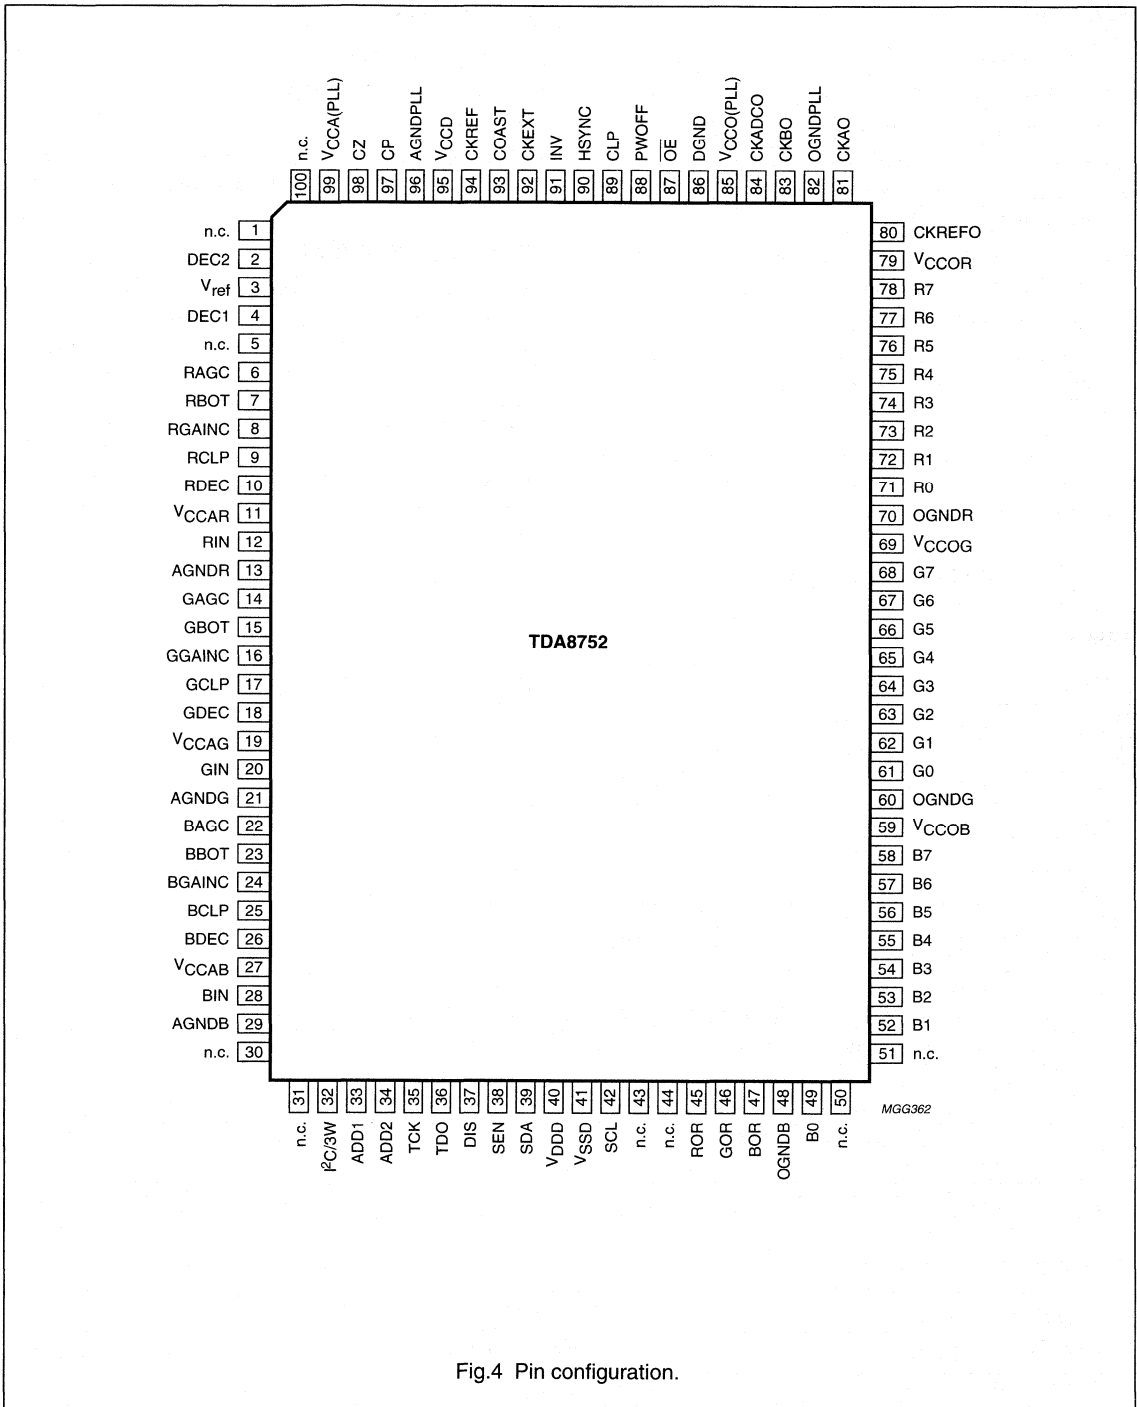 n.c.
VCCA(PLL)
CZ
CP
AGNDPLL
VCCD
CKREF
COAST
CKEXT
INV
HSYNC
CLP
PWOFF
OE
DGND
VCCO(PLL)
CKADCO
CKBO
OGNDPLL
CKAO
100 99 98 97 96 95 94 93 92 91 90 89 88 87 86 85 84 83 82 81
n.c. 1
DEC2 2
Vref 3
DEC1 4
n.c. 5
RAGC 6
RBOT 7
RGAINC 8
RCLP 9
RDEC 10
VCCAR 11
RIN 12
AGNDR 13
GAGC 14
GBOT 15
GGAINC 16
GCLP 17
GDEC 18
VCCAG 19
GIN 20
AGNDG 21
BAGC 22
BBOT 23
BGAINC 24
BCLP 25
BDEC 26
VCCAB 27
BIN 28
AGNDB 29
n.c. 30
TDA8752
80 CKREFO
79 VCCOR
78 R7
77 R6
76 R5
75 R4
74 R3
73 R2
72 R1
71 R0
70 OGNDR
69 VCCOG
68 G7
67 G6
66 G5
65 G4
64 G3
63 G2
62 G1
61 G0
60 OGNDG
59 VCCOB
58 B7
57 B6
56 B5
55 B4
54 B3
53 B2
52 B1
51 n.c.
31 32 33 34 35 36 37 38 39 40 41 42 43 44 45 46 47 48 49 50
n.c.
I2C/3W
ADD1
ADD2
TCK
TDO
DIS
SEN
SDA
VDDD
VSSD
SCL
n.c.
n.c.
ROR
GOR
BOR
OGNDB
B0
n.c.
MGG362
Fig.4 Pin configuration.